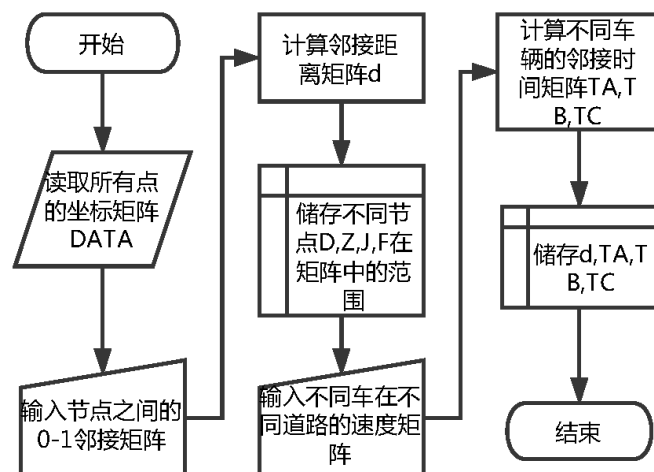 开始
读取所有点
的坐标矩阵
DATA
输入节点之间的
0-1邻接矩阵
计算邻接距
离矩阵d
储存不同节
点D,Z,J,F在
矩阵中的范
围
输入不同车在不
同道路的速度矩
阵
计算不同车
辆的邻接时
间矩阵TA,T
B,TC
储存d,TA,T
B,TC
结束